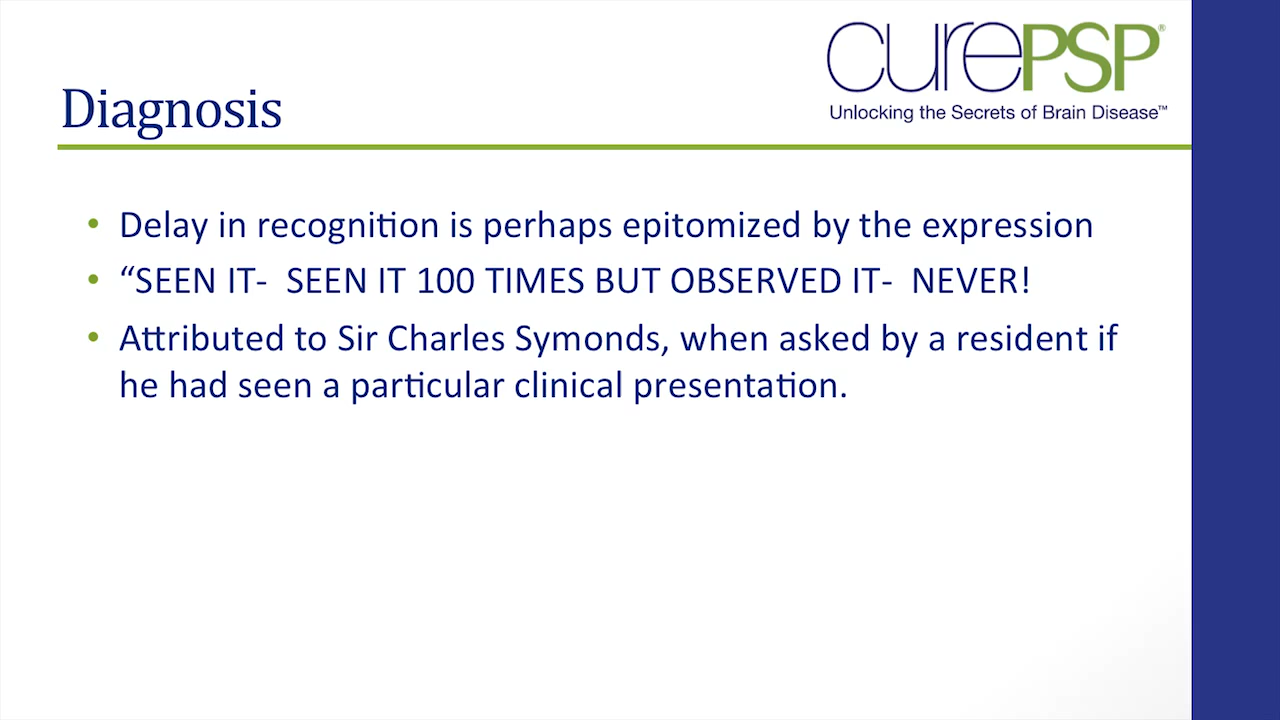 curePSP®
Unlocking the Secrets of Brain Disease™
Diagnosis
• Delay in recognition is perhaps epitomized by the expression
• “SEEN IT-  SEEN IT 100 TIMES BUT OBSERVED IT-  NEVER!
• Attributed to Sir Charles Symonds, when asked by a resident if
he had seen a particular clinical presentation.